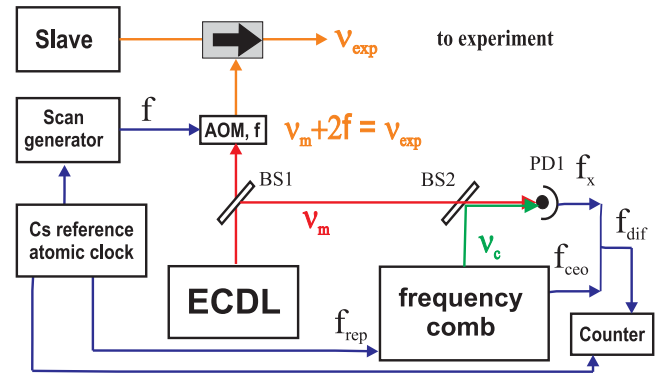 Slave
ν_exp
to experiment
Scan
generator
f
AOM, f
ν_m+2f = ν_exp
BS1
BS2
PD1
f_x
Cs reference
atomic clock
ν_m
ν_c
f_dif
f_ceo
ECDL
frequency
comb
f_rep
Counter